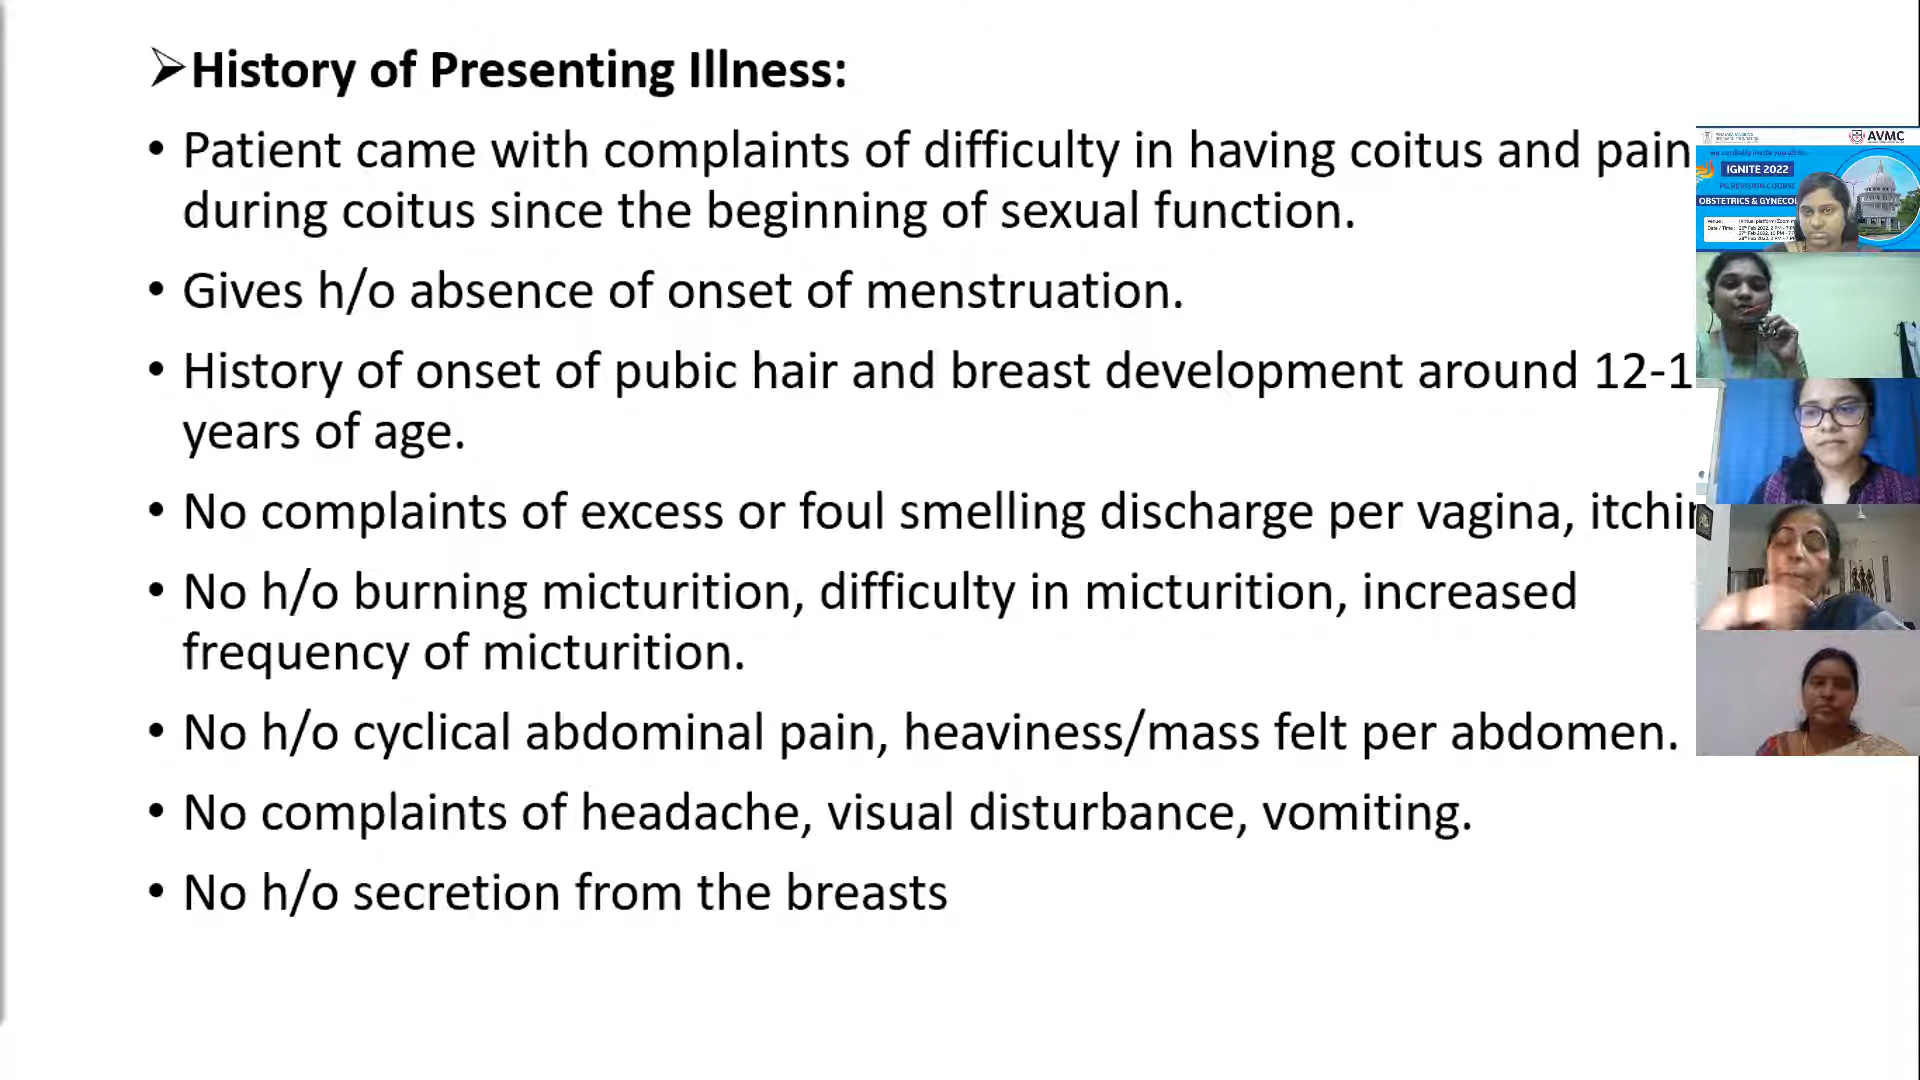 ➢History of Presenting Illness:
• Patient came with complaints of difficulty in having coitus and pain
during coitus since the beginning of sexual function.
• Gives h/o absence of onset of menstruation.
• History of onset of pubic hair and breast development around 12-1
years of age.
• No complaints of excess or foul smelling discharge per vagina,
• No h/o burning micturition, difficulty in micturition, increased
frequency of micturition.
• No h/o cyclical abdominal pain, heaviness/mass felt per abdomen.
• No complaints of headache, visual disturbance, vomiting.
• No h/o secretion from the breasts
AVMC
IGNITE 2022
PG REVISION COURSE
OBSTETRICS &